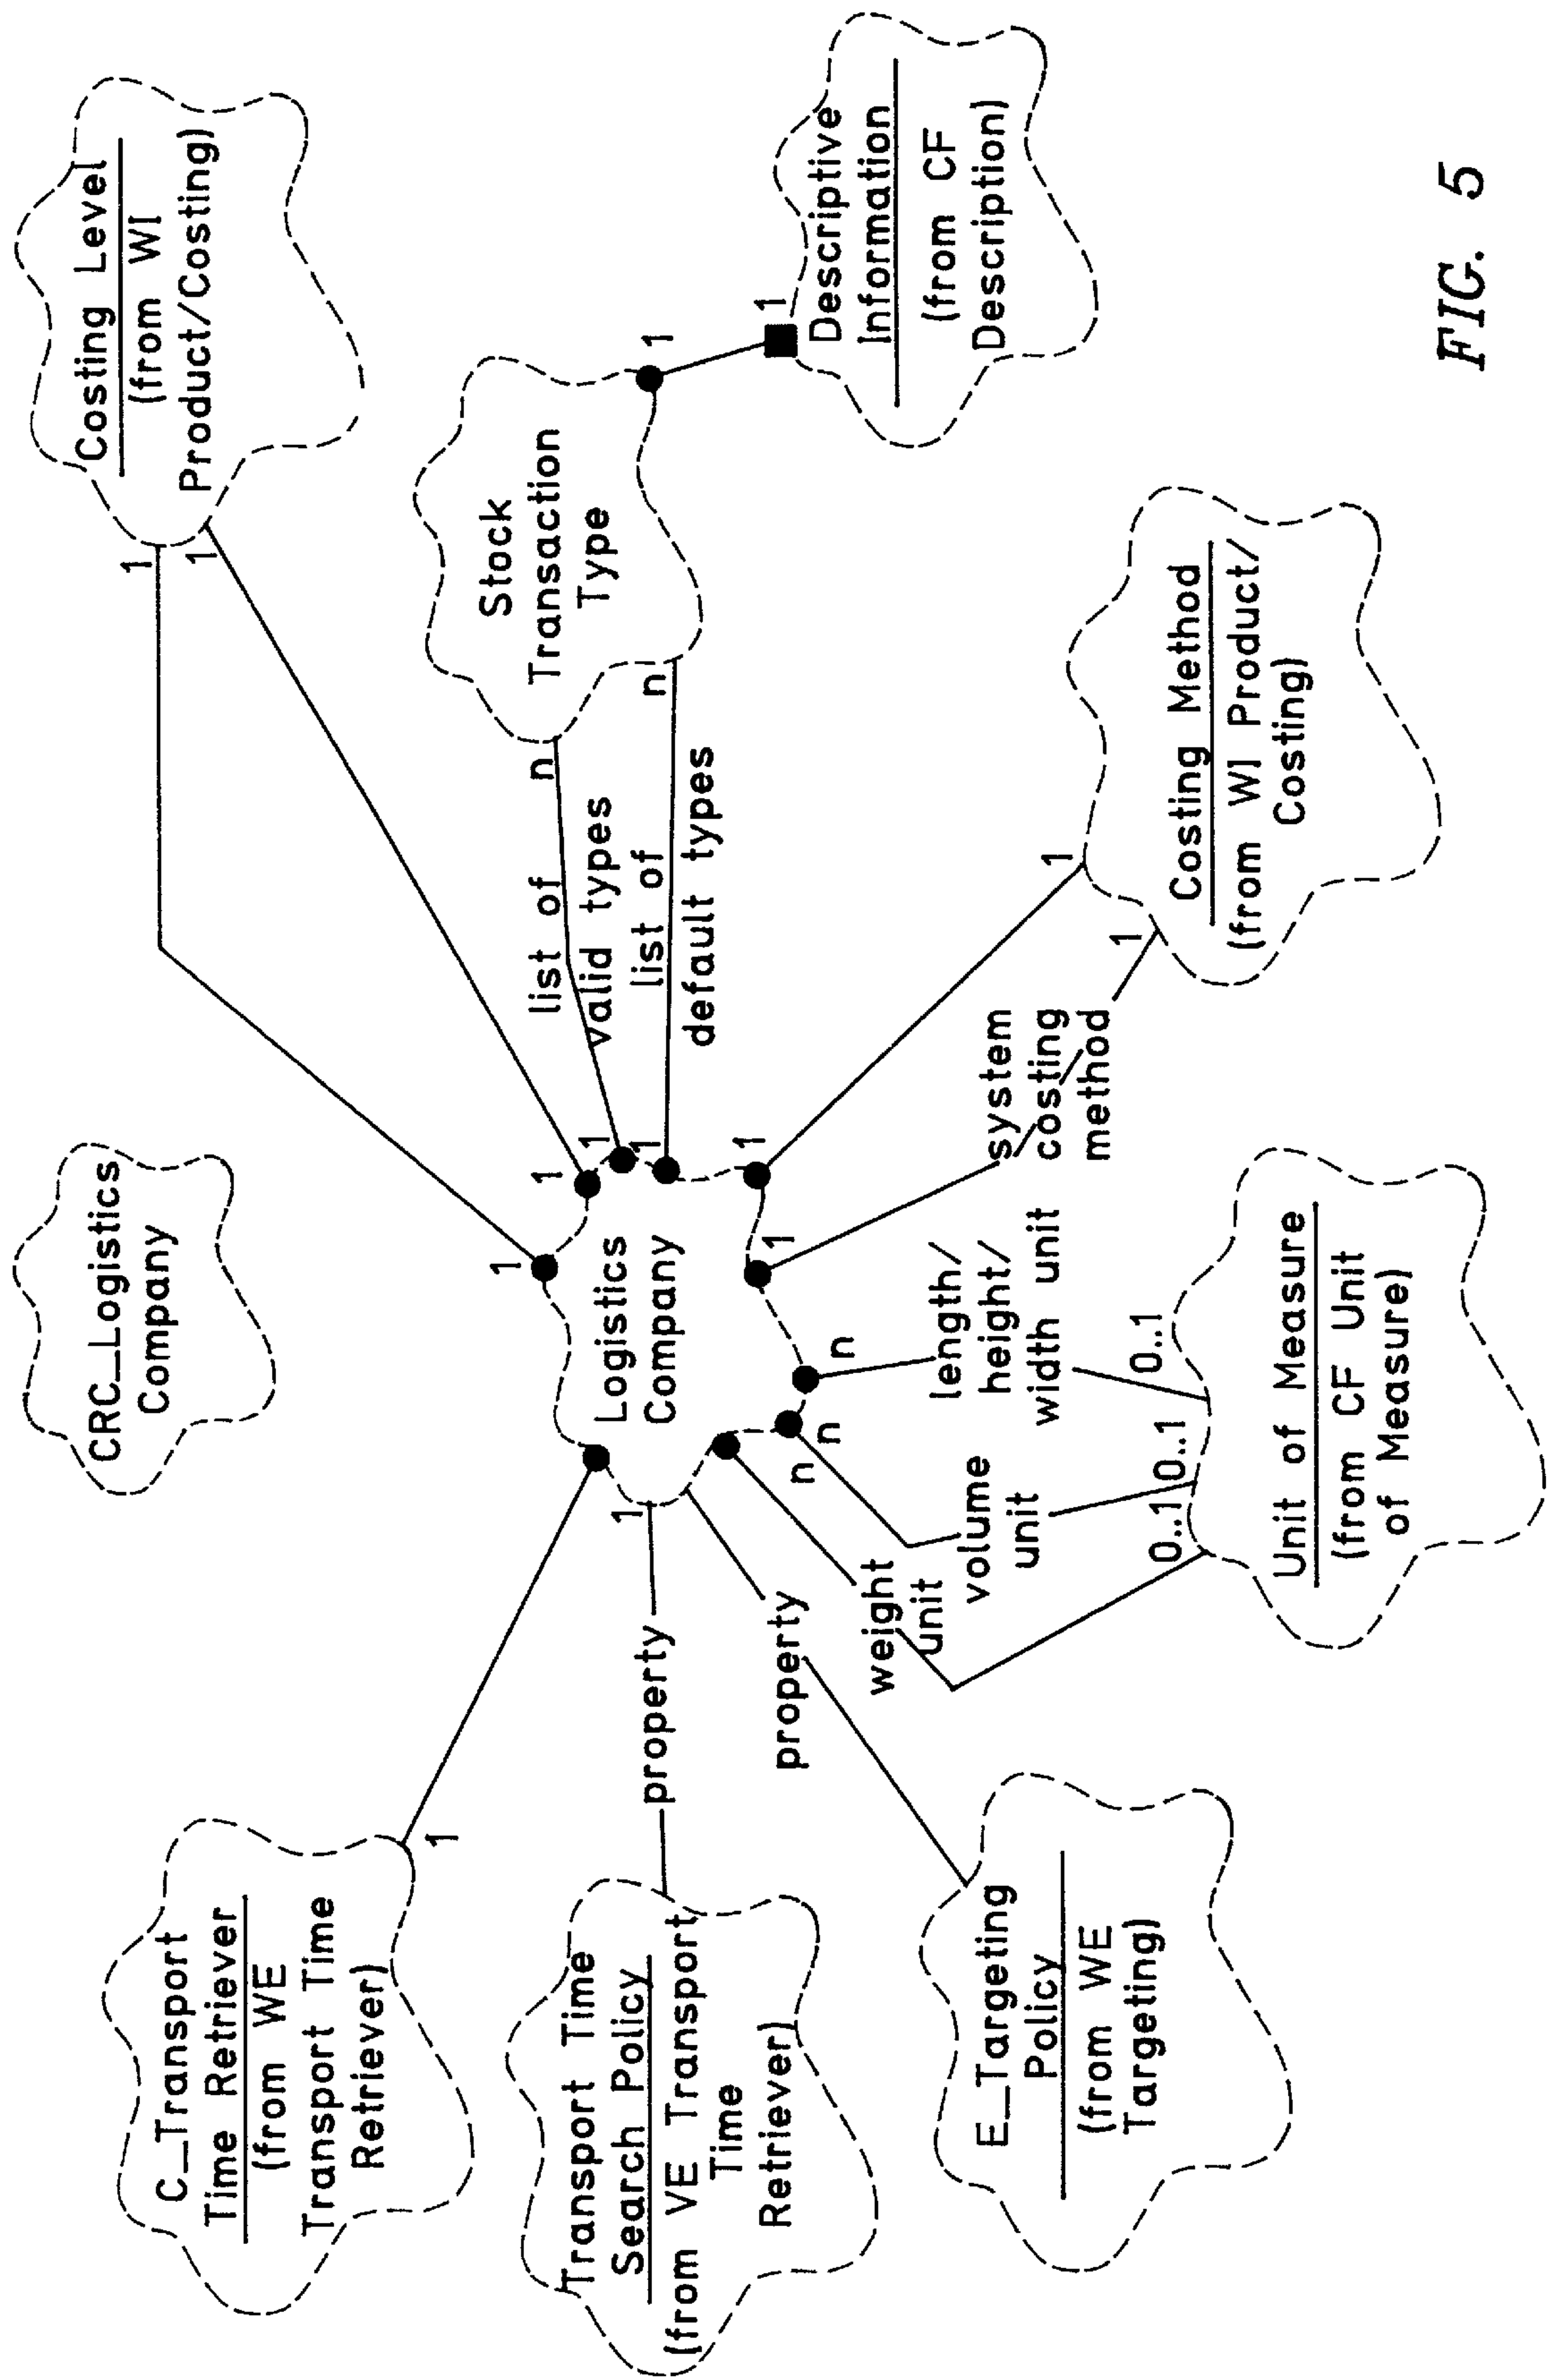 C_Transport
Time Retriever
(from WE
Transport Time
Retriever)
1
CRC_Logistics
Company
Costing Level
(from WI
Product/Costing)
1
1
1
1
Transport Time
Search Policy
(from VE Transport
Time
Retriever)
property
1
Logistics
Company
1
list of
valid types
n
1
list of
default types
n
Stock
Transaction
Type
1
1
Descriptive
Information
(from CF
Description)
E_Targeting
Policy
(from WE
Targeting)
property
weight
unit
n
0..1
volume
unit
n
0..1
length/
height/
width unit
n
0..1
Unit of Measure
(from CF Unit
of Measure)
1
system
costing
method
1
1
1
Costing Method
(from WI Product/
Costing)
FIG. 5